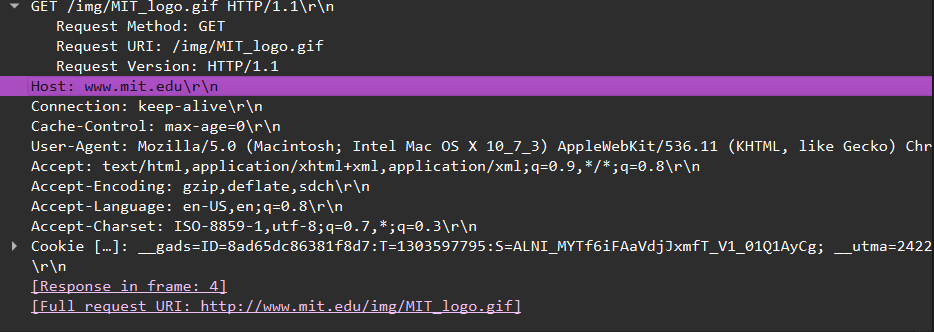 GET /img/MIT_logo.gif HTTP/1.1\r\n
Request Method: GET
Request URI: /img/MIT_logo.gif
Request Version: HTTP/1.1
Host: www.mit.edu\r\n
Connection: keep-alive\r\n
Cache-Control: max-age=0\r\n
User-Agent: Mozilla/5.0 (Macintosh; Intel Mac OS X 10_7_3) AppleWebKit/536.11 (KHTML, like Gecko) Chr
Accept: text/html,application/xhtml+xml,application/xml;q=0.9,*/*;q=0.8\r\n
Accept-Encoding: gzip,deflate,sdch\r\n
Accept-Language: en-US,en;q=0.8\r\n
Accept-Charset: ISO-8859-1,utf-8;q=0.7,*;q=0.3\r\n
Cookie […]: __gads=ID=8ad65dc86381f8d7:T=1303597795:S=ALNI_MYTf6iFAaVdjJxmfT_V1_01Q1AyCg; __utma=2422
\r\n
[Response in frame: 4]
[Full request URI: http://www.mit.edu/img/MIT_logo.gif]